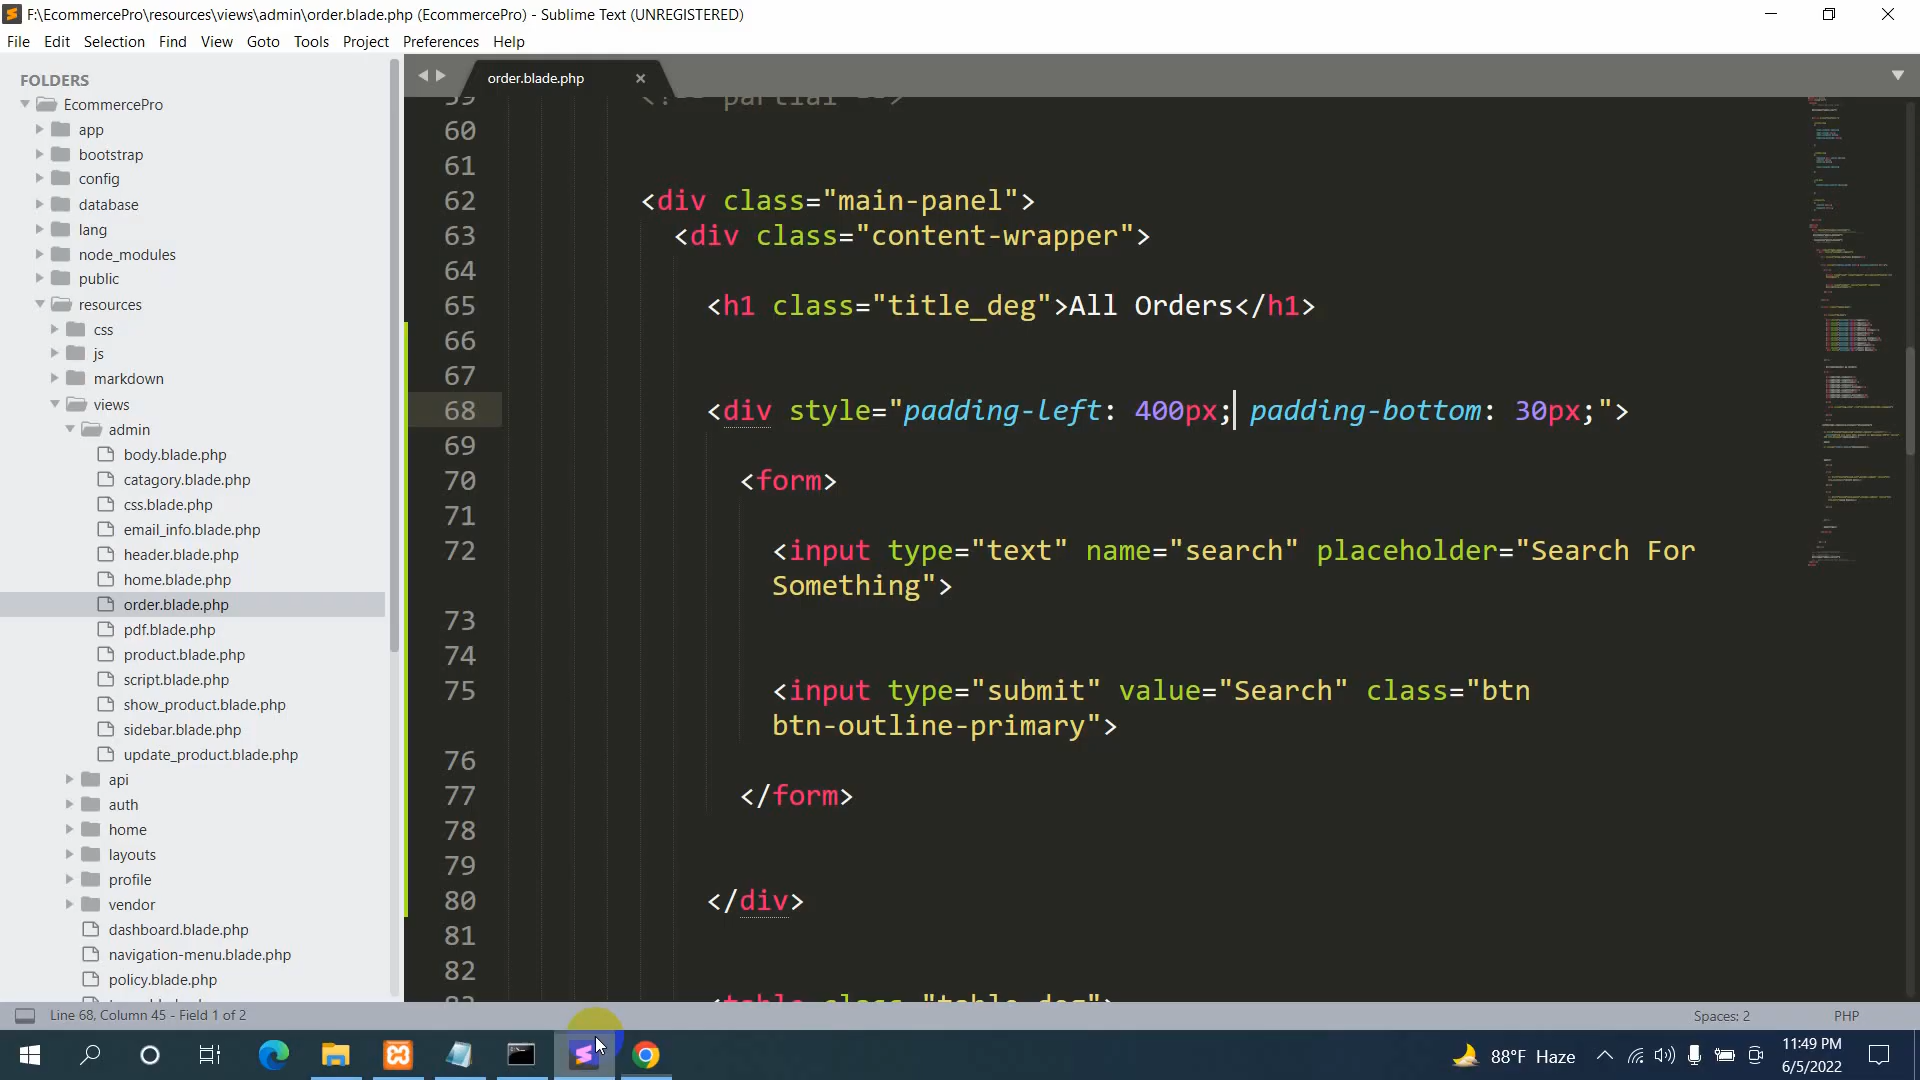 F:\EcommercePro\resources\views\admin\order.blade.php (EcommercePro) - Sublime Text (UNREGISTERED)
File Edit Selection Find View Goto Tools Project Preferences Help
FOLDERS
EcommercePro
app
bootstrap
config
database
lang
node_modules
public
resources
css
js
markdown
views
admin
body.blade.php
catagory.blade.php
css.blade.php
email_info.blade.php
header.blade.php
home.blade.php
order.blade.php
pdf.blade.php
product.blade.php
script.blade.php
show_product.blade.php
sidebar.blade.php
update_product.blade.php
api
auth
home
layouts
profile
vendor
dashboard.blade.php
navigation-menu.blade.php
policy.blade.php
order.blade.php
59 <!-- partial -->
60
61
62 <div class="main-panel">
63 <div class="content-wrapper">
64
65 <h1 class="title_deg">All Orders</h1>
66
67
68 <div style="padding-left: 400px; padding-bottom: 30px;">
69
70 <form>
71
72 <input type="text" name="search" placeholder="Search For
Something">
73
74
75 <input type="submit" value="Search" class="btn
btn-outline-primary">
76
77 </form>
78
79
80 </div>
81
82
83 <table class="table_deg">
Line 68, Column 45 - Field 1 of 2
Spaces: 2
PHP
88°F Haze
11:49 PM
6/5/2022